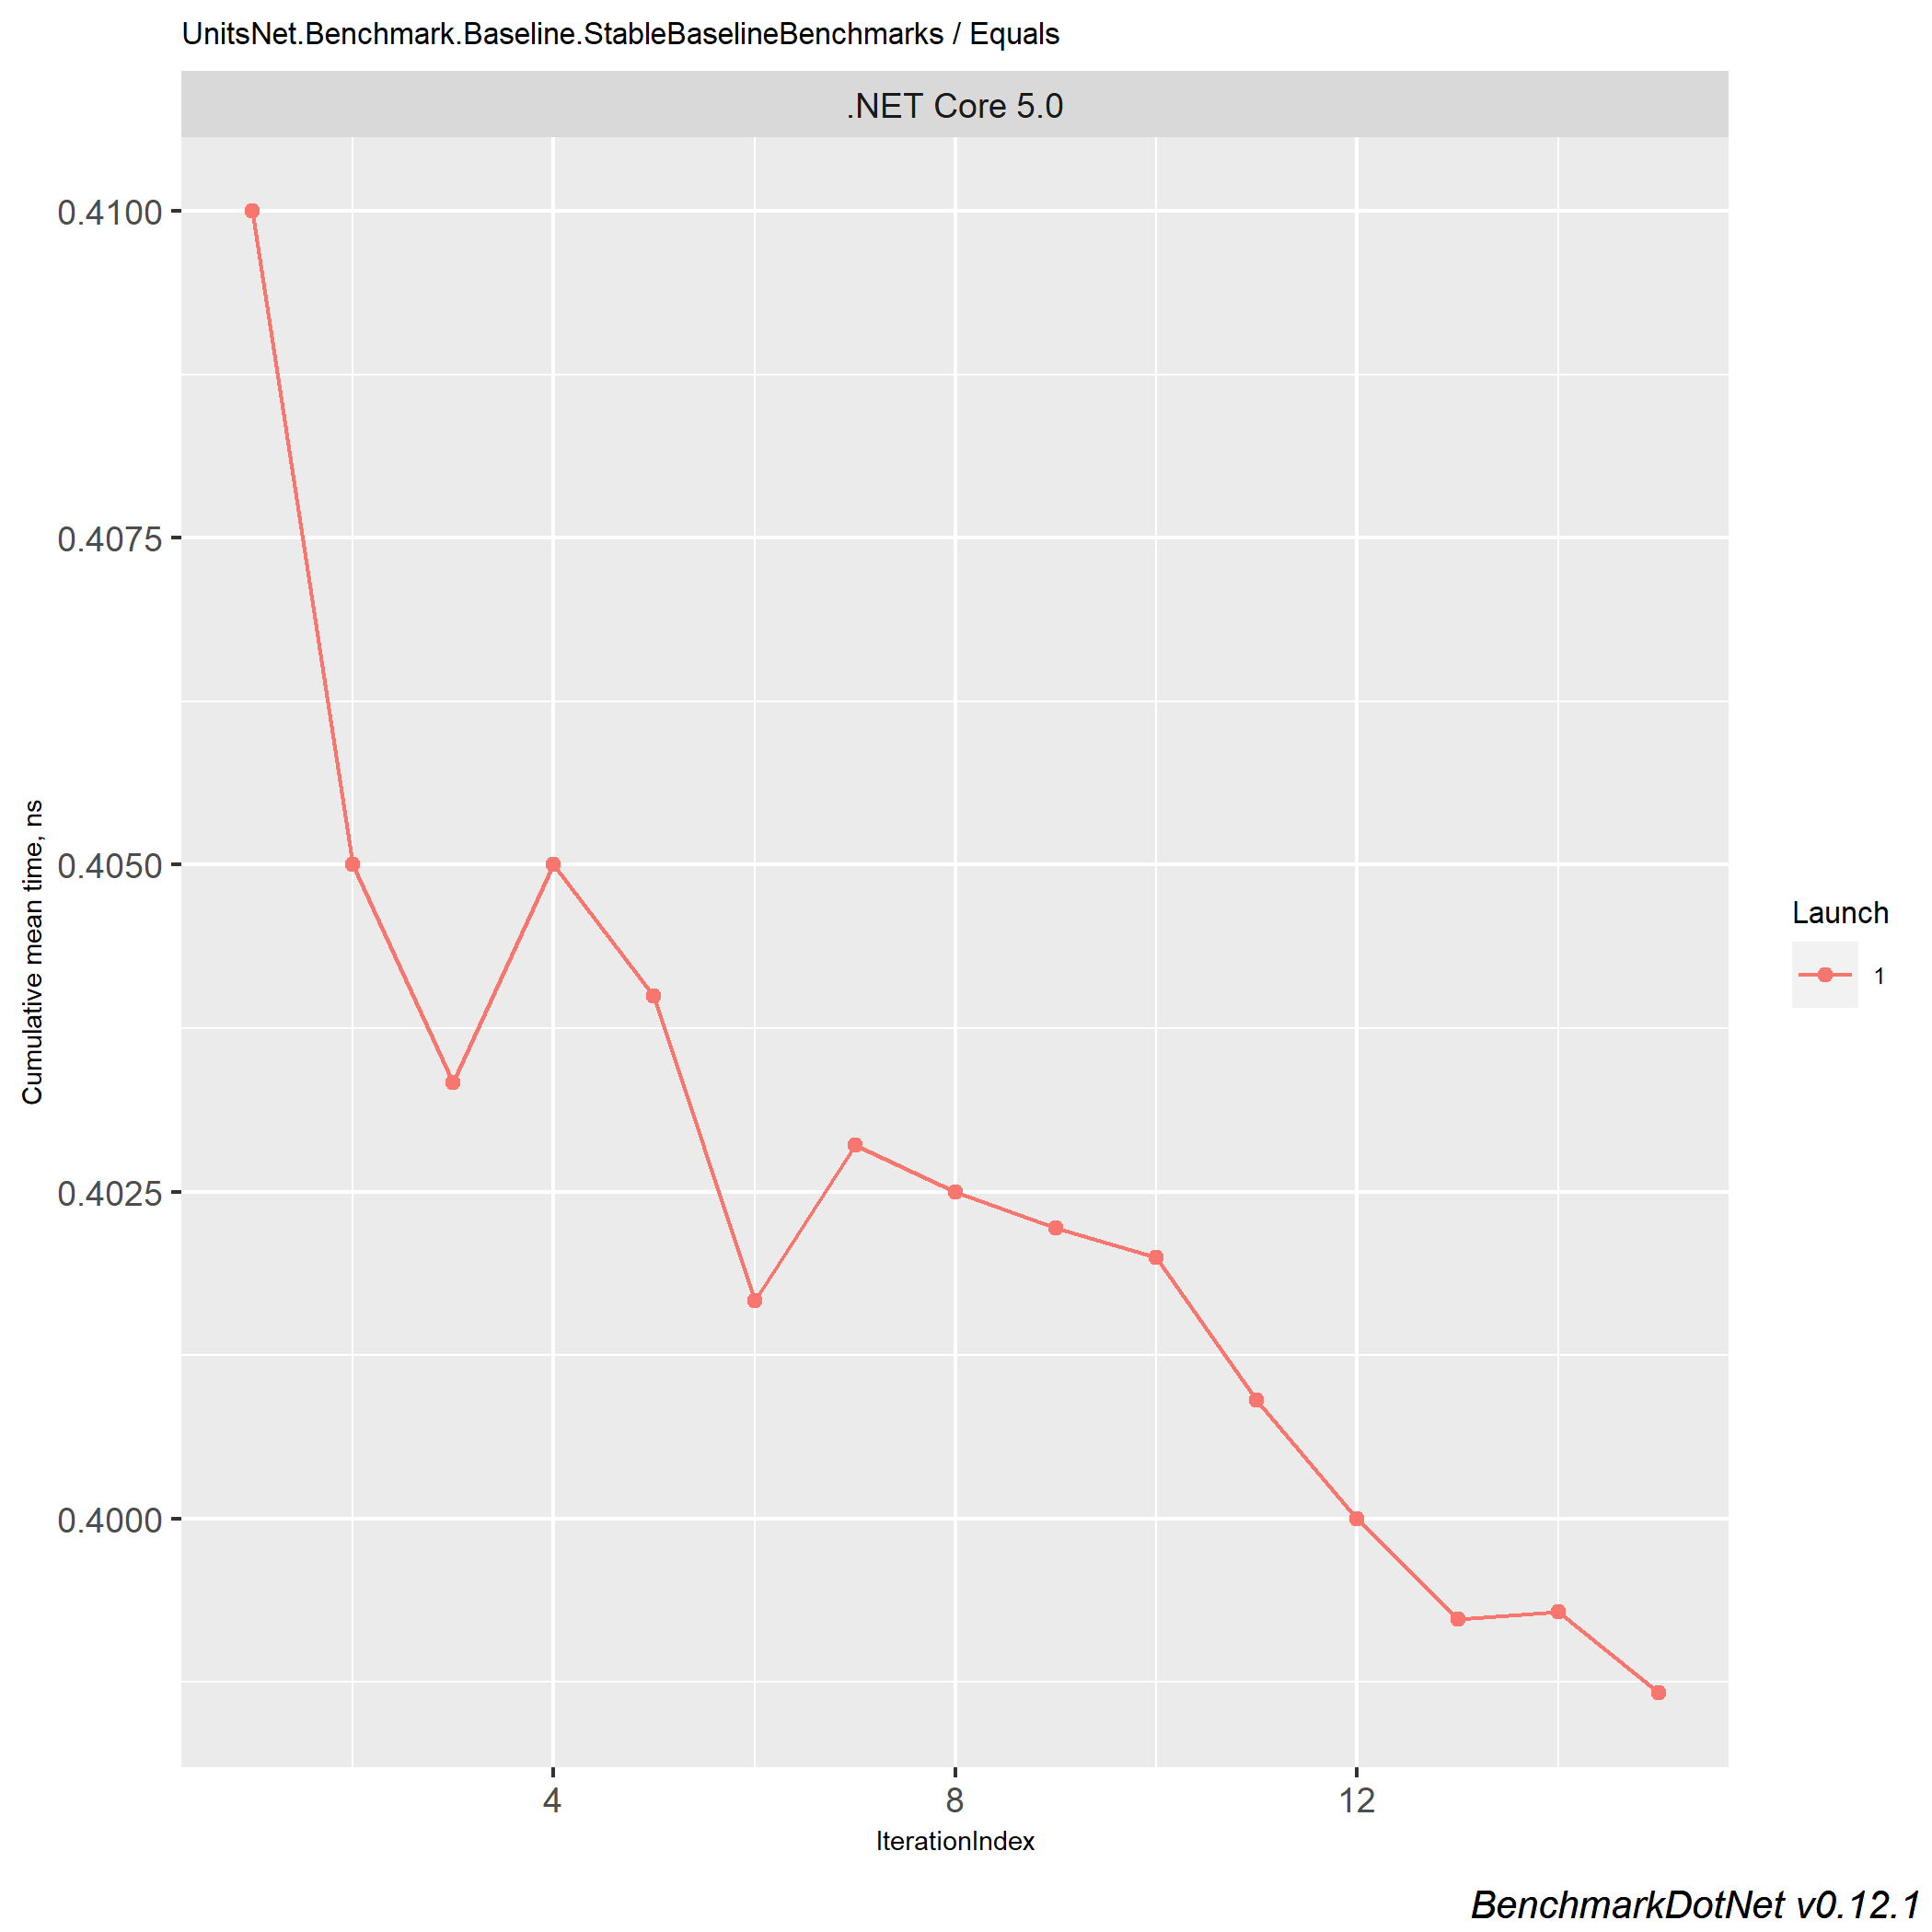 UnitsNet.Benchmark.Baseline.StableBaselineBenchmarks / Equals
.NET Core 5.0
0.4100
0.4075
0.4050
0.4025
0.4000
Cumulative mean time, ns
4
8
12
IterationIndex
Launch
1
BenchmarkDotNet v0.12.1